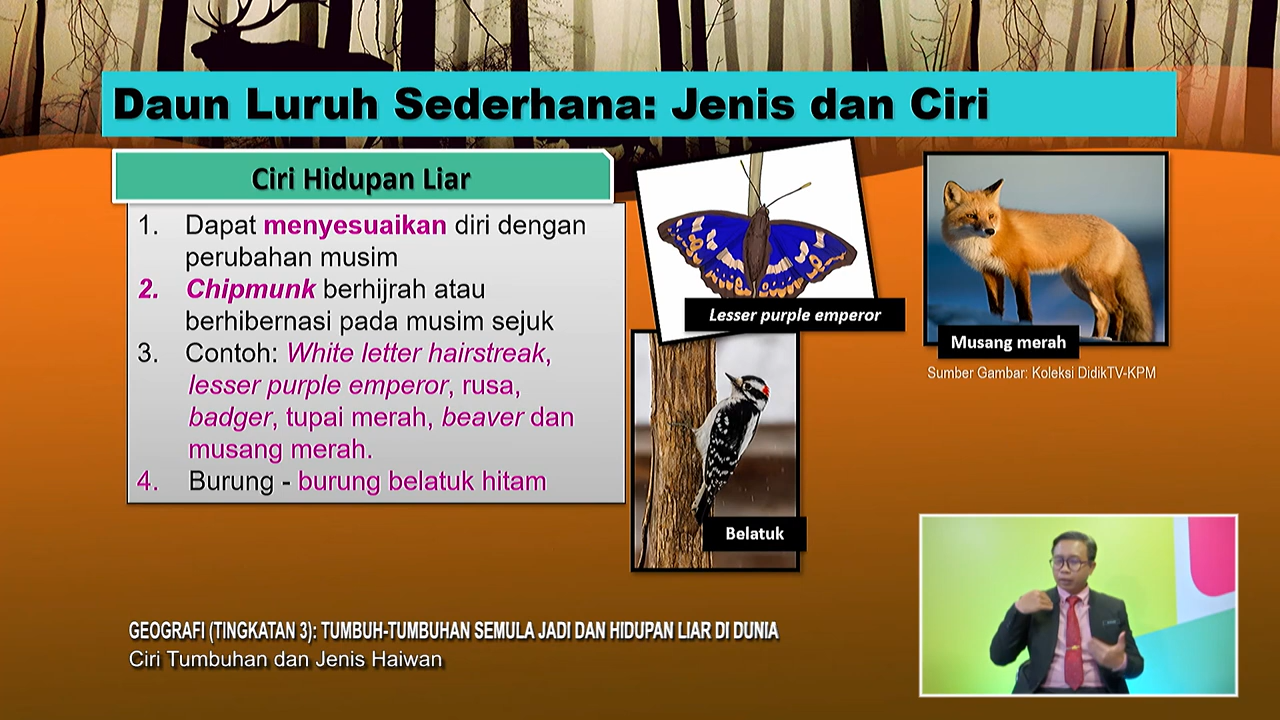 Daun Luruh Sederhana: Jenis dan Ciri
Ciri Hidupan Liar
1. Dapat menyesuaikan diri dengan
perubahan musim
2. Chipmunk berhijrah atau
berhibernasi pada musim sejuk
3. Contoh: White letter hairstreak,
lesser purple emperor, rusa,
badger, tupai merah, beaver dan
musang merah.
4. Burung - burung belatuk hitam
Lesser purple emperor
Musang merah
Sumber Gambar: Koleksi DidikTV-KPM
Belatuk
GEOGRAFI (TINGKATAN 3): TUMBUH-TUMBUHAN SEMULA JADI DAN HIDUPAN LIAR DI DUNIA
Ciri Tumbuhan dan Jenis Haiwan